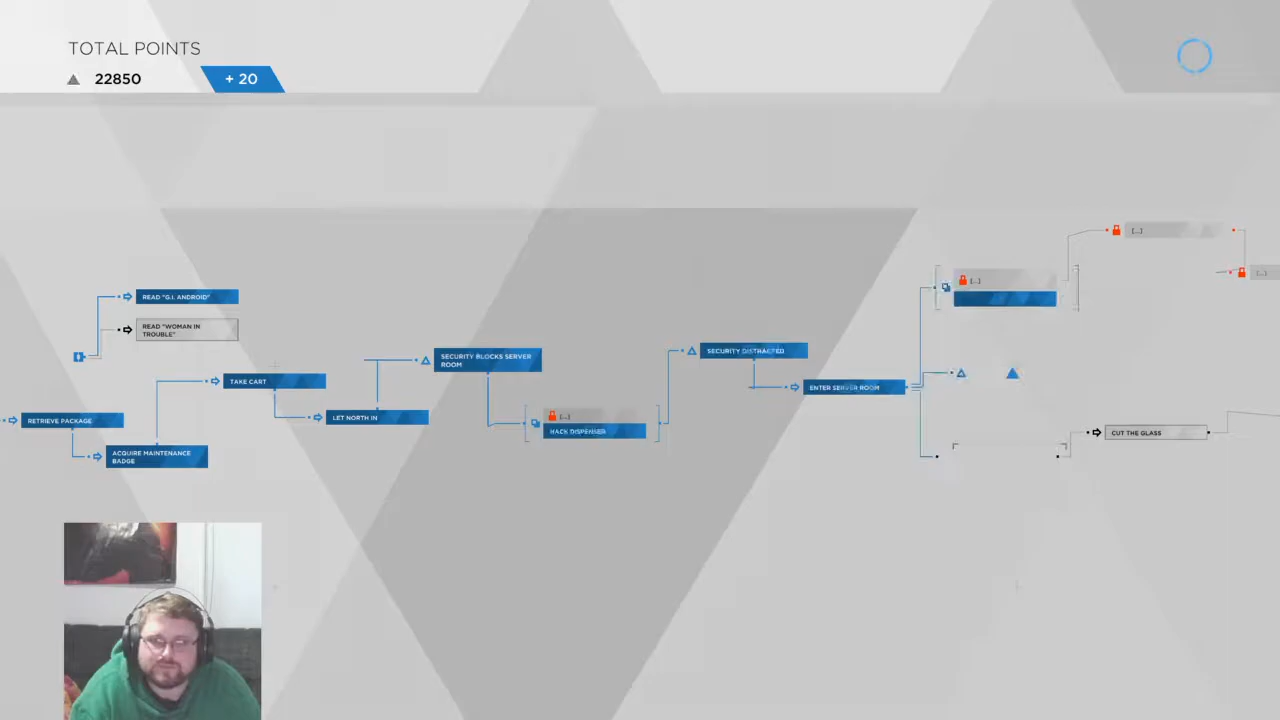 TOTAL POINTS
22850
+ 20
READ "G.I. ANDROID"
READ "WOMAN IN
TROUBLE"
RETRIEVE PACKAGE
ACQUIRE MAINTENANCE
BADGE
TAKE CART
LET NORTH IN
SECURITY BLOCKS SERVER
ROOM
[...]
HACK DISPENSER
SECURITY DISTRACTED
ENTER SERVER ROOM
[...]
[...]
[...]
CUT THE GLASS